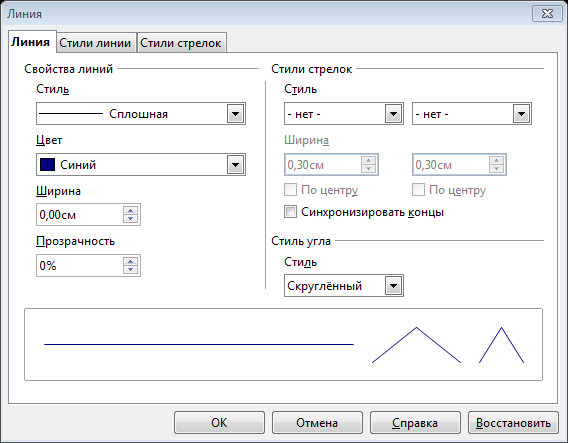 Линия
Линия Стили линии Стили стрелок
Свойства линий
Стиль
Сплошная
Цвет
Синий
Ширина
0,00см
Прозрачность
0%
Стили стрелок
Стиль
- нет - - нет -
Ширина
0,30см 0,30см
По центру По центру
Синхронизировать концы
Стиль угла
Стиль
Скруглённый
ОК Отмена Справка Восстановить